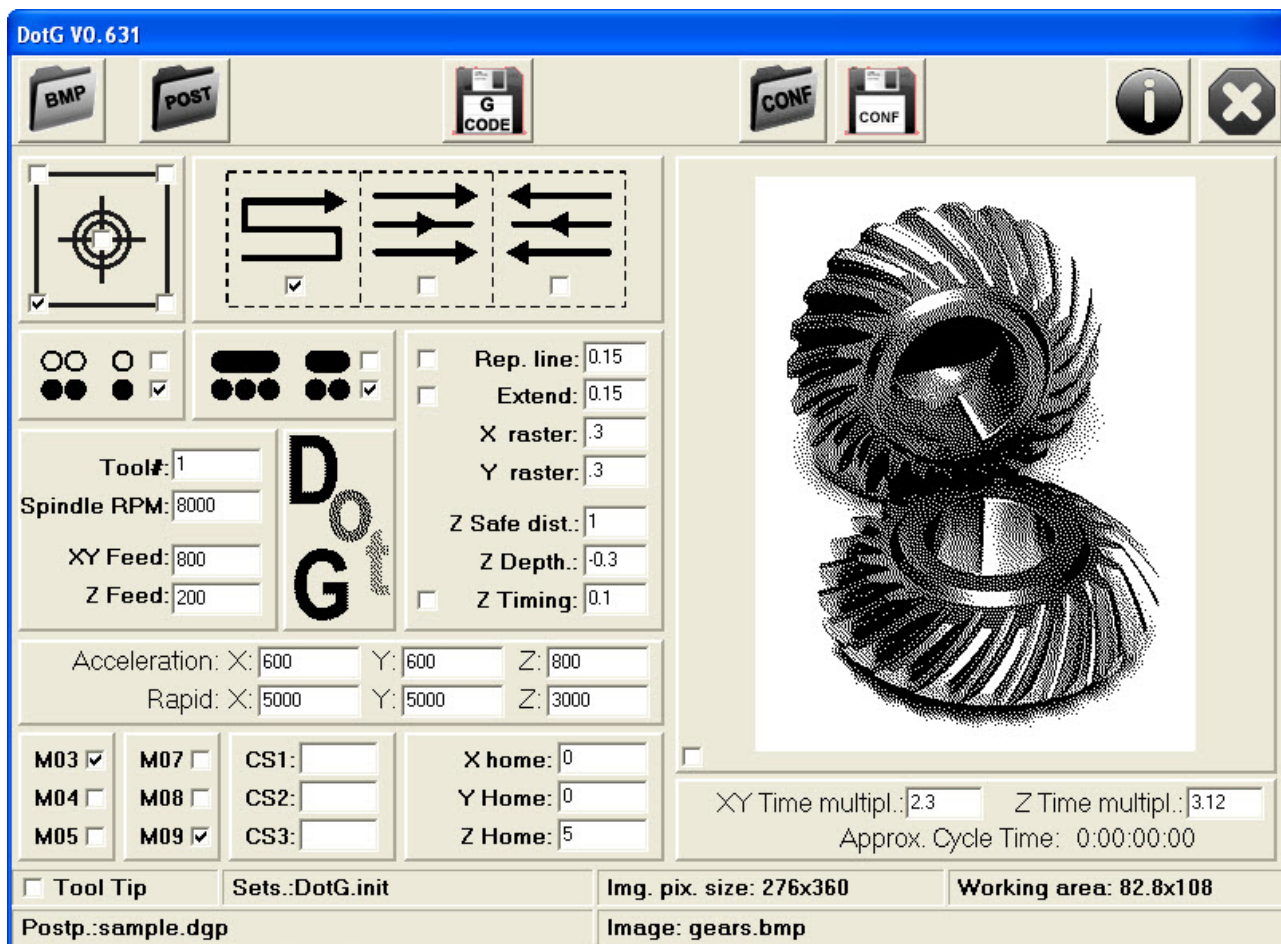 DotG V0.631
BMP POST G CODE CONF CONF i
Rep. line: 0.15
Extend: 0.15
X raster: .3
Y raster: .3
Tool#: 1
Spindle RPM: 8000
XY Feed: 800
Z Feed: 200
Dot G
Z Safe dist.: 1
Z Depth.: -0.3
Z Timing: 0.1
Acceleration: X: 600 Y: 600 Z: 800
Rapid: X: 5000 Y: 5000 Z: 3000
M03 M07 CS1: X home: 0
M04 M08 CS2: Y Home: 0
M05 M09 CS3: Z Home: 5
XY Time multipl.: 2.3 Z Time multipl.: 3.12
Approx. Cycle Time: 0:00:00:00
Tool Tip Sets.:DotG.init Img. pix. size: 276x360 Working area: 82.8x108
Postp.:sample.dgp Image: gears.bmp